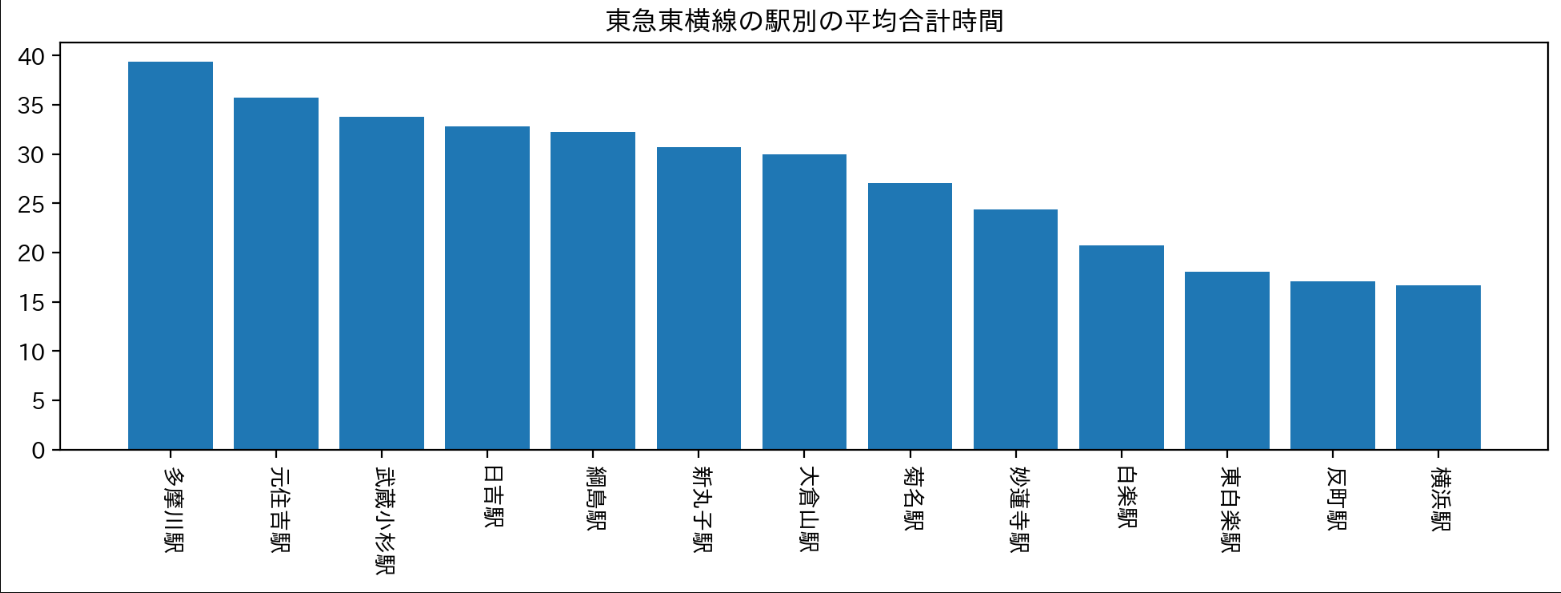 東急東横線の駅別の平均合計時間
40
35
30
25
20
15
10
5
0
多摩川駅
元住吉駅
武蔵小杉駅
日吉駅
綱島駅
新丸子駅
大倉山駅
菊名駅
妙蓮寺駅
白楽駅
東白楽駅
反町駅
横浜駅